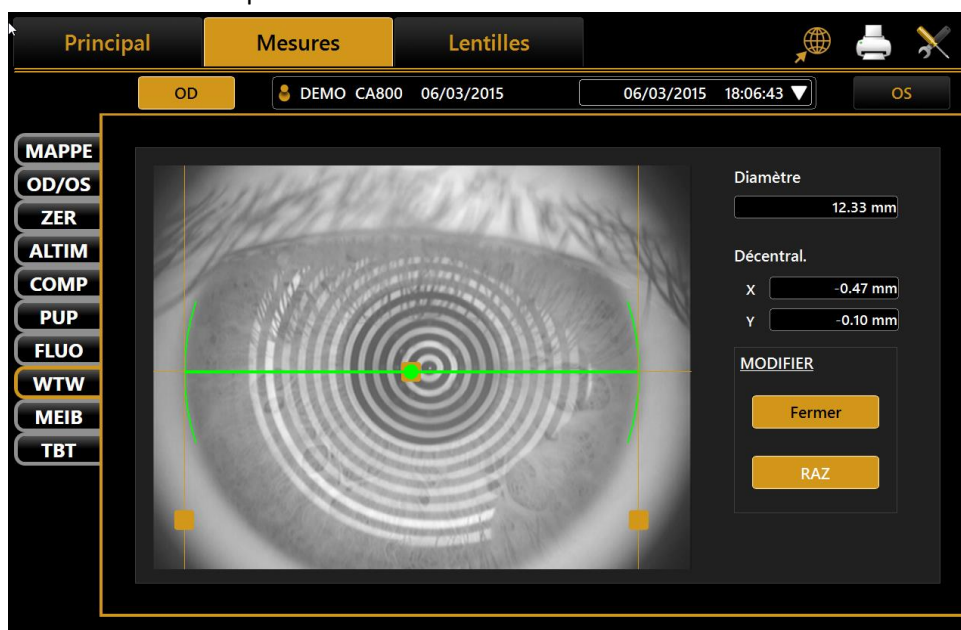 Principal
Mesures
Lentilles
OD
DEMO CA800 06/03/2015
06/03/2015 18:06:43
OS
MAPPE
OD/OS
ZER
ALTIM
COMP
PUP
FLUO
WTW
MEIB
TBT
Diamètre
12.33 mm
Décentral.
X -0.47 mm
Y -0.10 mm
MODIFIER
Fermer
RAZ